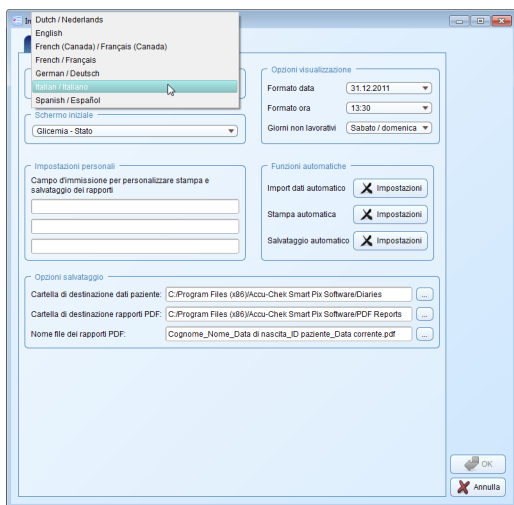 Dutch / Nederlands
English
French (Canada) / Français (Canada)
French / Français
German / Deutsch
Italian / Italiano
Spanish / Español
Opzioni visualizzazione
Formato data
31.12.2011
Formato ora
13:30
Giorni non lavorativi
Sabato / domenica
Schermo iniziale
Glicemia - Stato
Impostazioni personali
Campo d'immissione per personalizzare stampa e
salvataggio dei rapporti
Funzioni automatiche
Import dati automatico
Impostazioni
Stampa automatica
Impostazioni
Salvataggio automatico
Impostazioni
Opzioni salvataggio
Cartella di destinazione dati paziente:
C:/Program Files (x86)/Accu-Chek Smart Pix Software/Diaries
...
Cartella di destinazione rapporti PDF:
C:/Program Files (x86)/Accu-Chek Smart Pix Software/PDF Reports
...
Nome file dei rapporti PDF:
Cognome_Nome_Data di nascita_ID paziente_Data corrente.pdf
...
OK
Annulla